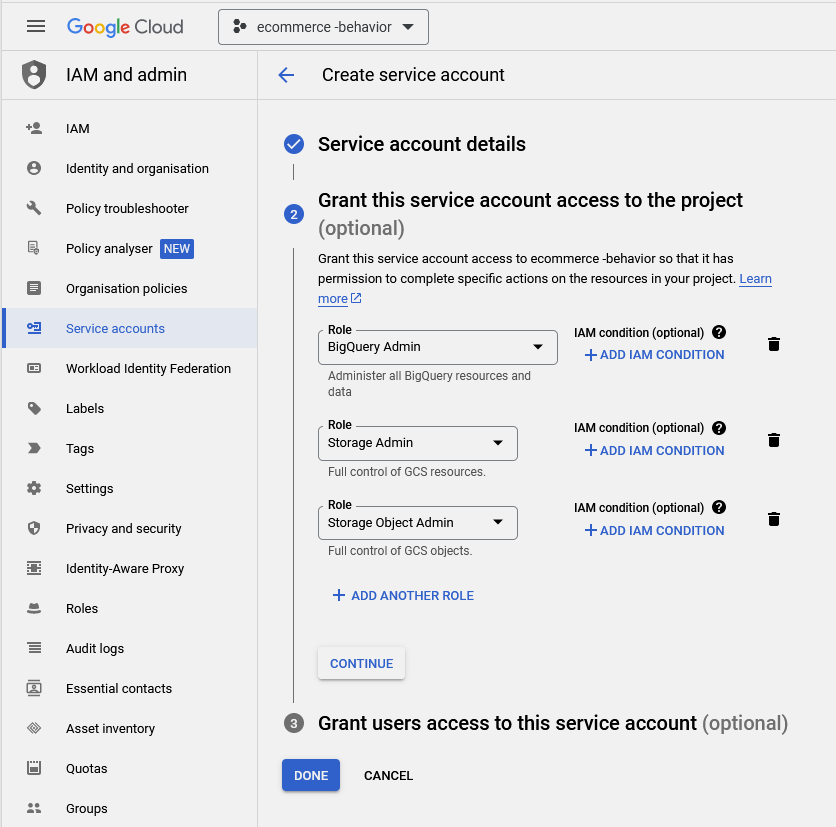 Google Cloud
ecommerce -behavior
IAM and admin
Create service account
IAM
Identity and organisation
Policy troubleshooter
Policy analyser NEW
Organisation policies
Service accounts
Workload Identity Federation
Labels
Tags
Settings
Privacy and security
Identity-Aware Proxy
Roles
Audit logs
Essential contacts
Asset inventory
Quotas
Groups
Service account details
2
Grant this service account access to the project
(optional)
Grant this service account access to ecommerce -behavior so that it has
permission to complete specific actions on the resources in your project. Learn
more
Role
BigQuery Admin
IAM condition (optional) ?
+ ADD IAM CONDITION
Administer all BigQuery resources and
data
Role
Storage Admin
IAM condition (optional) ?
+ ADD IAM CONDITION
Full control of GCS resources.
Role
Storage Object Admin
IAM condition (optional) ?
+ ADD IAM CONDITION
Full control of GCS objects.
+ ADD ANOTHER ROLE
CONTINUE
3 Grant users access to this service account (optional)
DONE
CANCEL